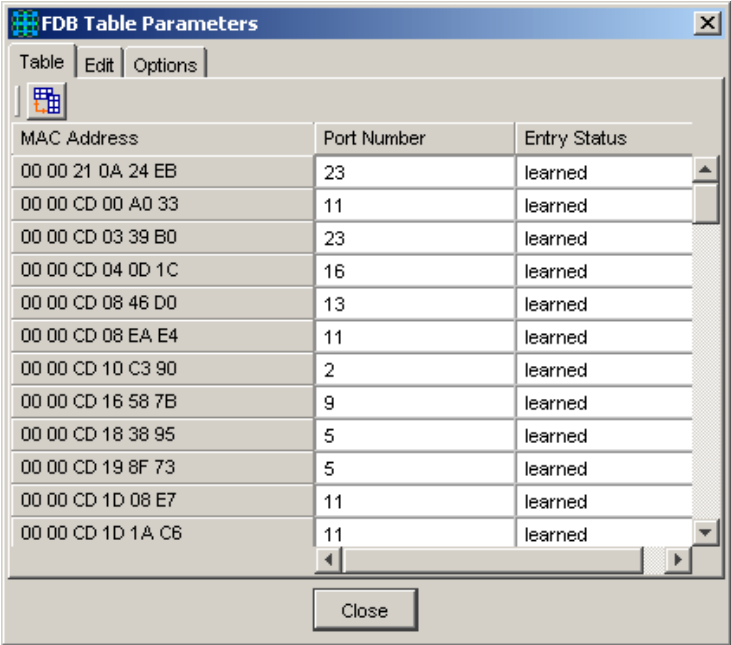 FDB Table Parameters
Table Edit Options
MAC Address Port Number Entry Status
00 00 21 0A 24 EB 23 learned
00 00 CD 00 A0 33 11 learned
00 00 CD 03 39 B0 23 learned
00 00 CD 04 0D 1C 16 learned
00 00 CD 08 46 D0 13 learned
00 00 CD 08 EA E4 11 learned
00 00 CD 10 C3 90 2 learned
00 00 CD 16 58 7B 9 learned
00 00 CD 18 38 95 5 learned
00 00 CD 19 8F 73 5 learned
00 00 CD 1D 08 E7 11 learned
00 00 CD 1D 1A C6 11 learned
Close